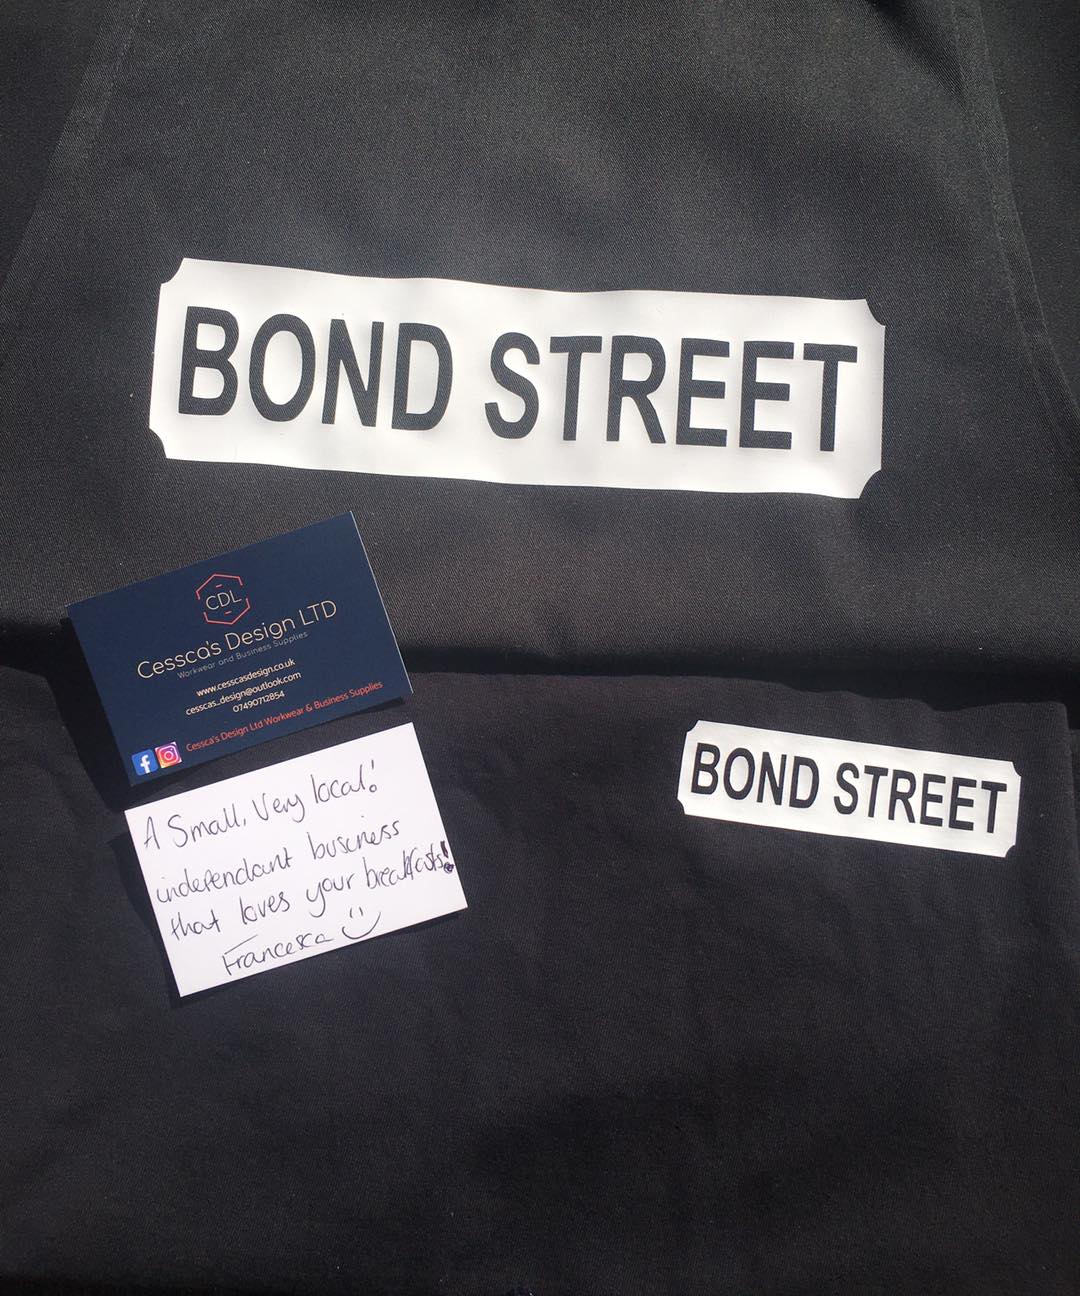 BOND STREET
CDL
Cessca's Design LTD
Workwear and Business Supplies
www.cesscasdesign.co.uk
cesscas_design@outlook.com
07490712854
Cessca's Design Ltd Workwear & Business Supplies
BOND STREET
A Small, Very local!
independant business
that loves your breakfasts!
Francesca